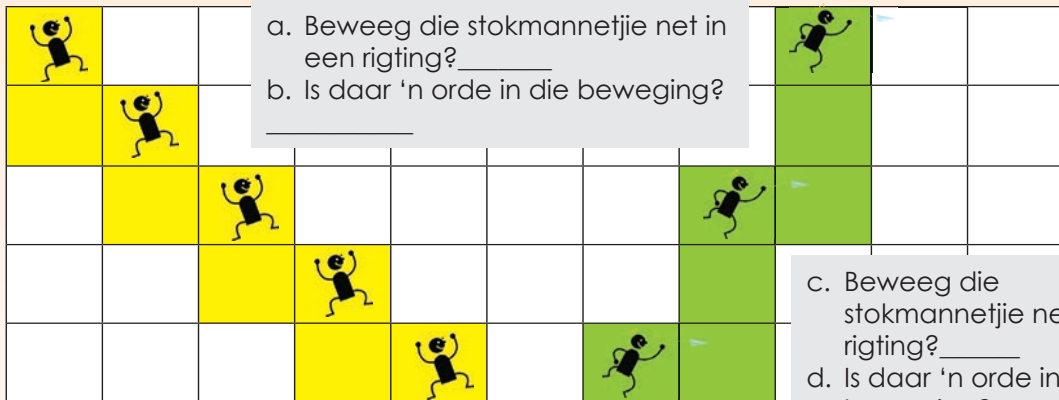 a. Beweeg die stokmannetjie net in
een rigting?_______
b. Is daar ‘n orde in die beweging?
___________
c. Beweeg die
stokmannetjie
rigting?______
d. Is daar ‘n orde in